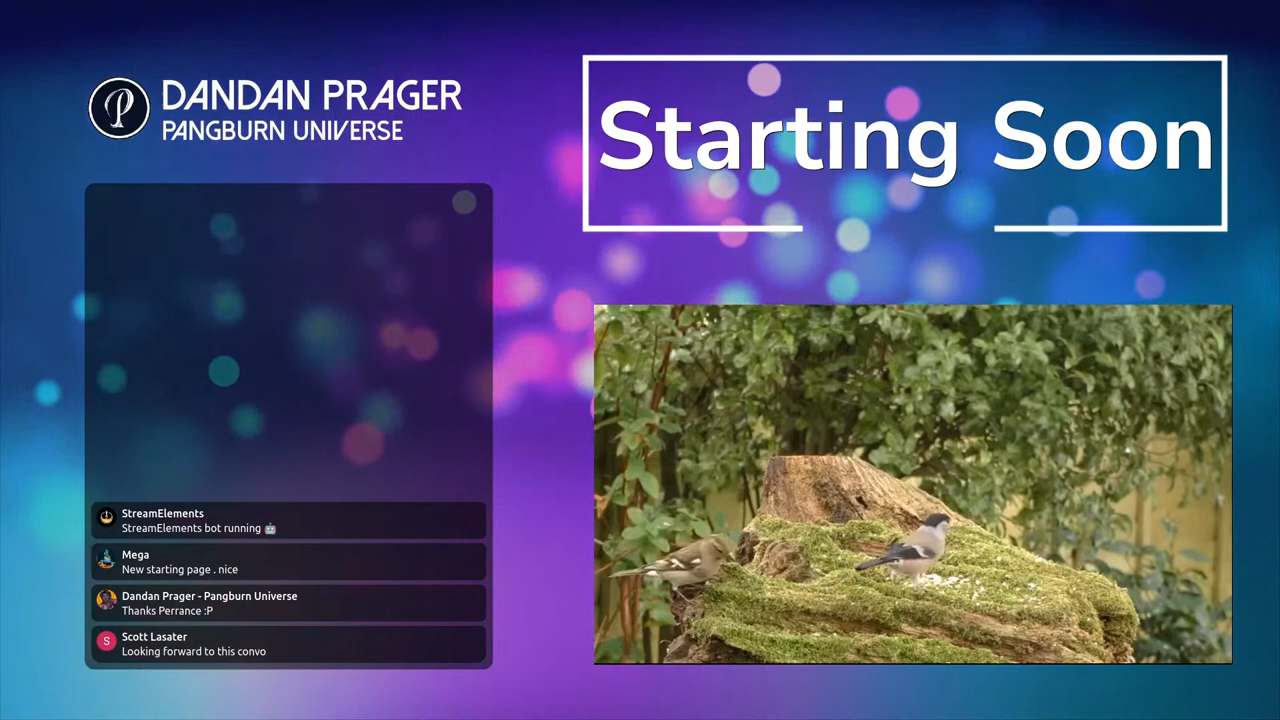 P
DANDAN PRAGER
PANGBURN UNIVERSE
Starting Soon
StreamElements
StreamElements bot running 🤖
Mega
New starting page . nice
Dandan Prager - Pangburn Universe
Thanks Perrance :P
S
Scott Lasater
Looking forward to this convo